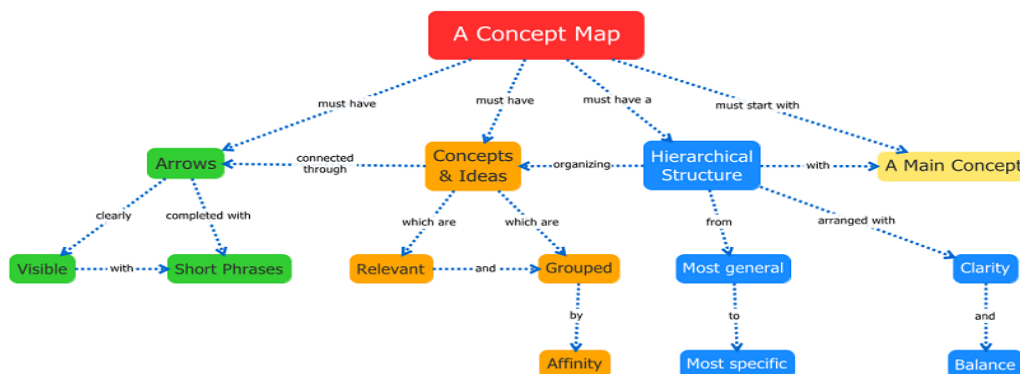 A Concept Map
must have
must have
must have a
must start with
Arrows
connected
through
Concepts
& Ideas
organizing
Hierarchical
Structure
with
A Main Concept
clearly
completed with
which are
which are
from
arranged with
Visible
with
Short Phrases
Relevant
and
Grouped
Most general
Clarity
by
to
and
Affinity
Most specific
Balance